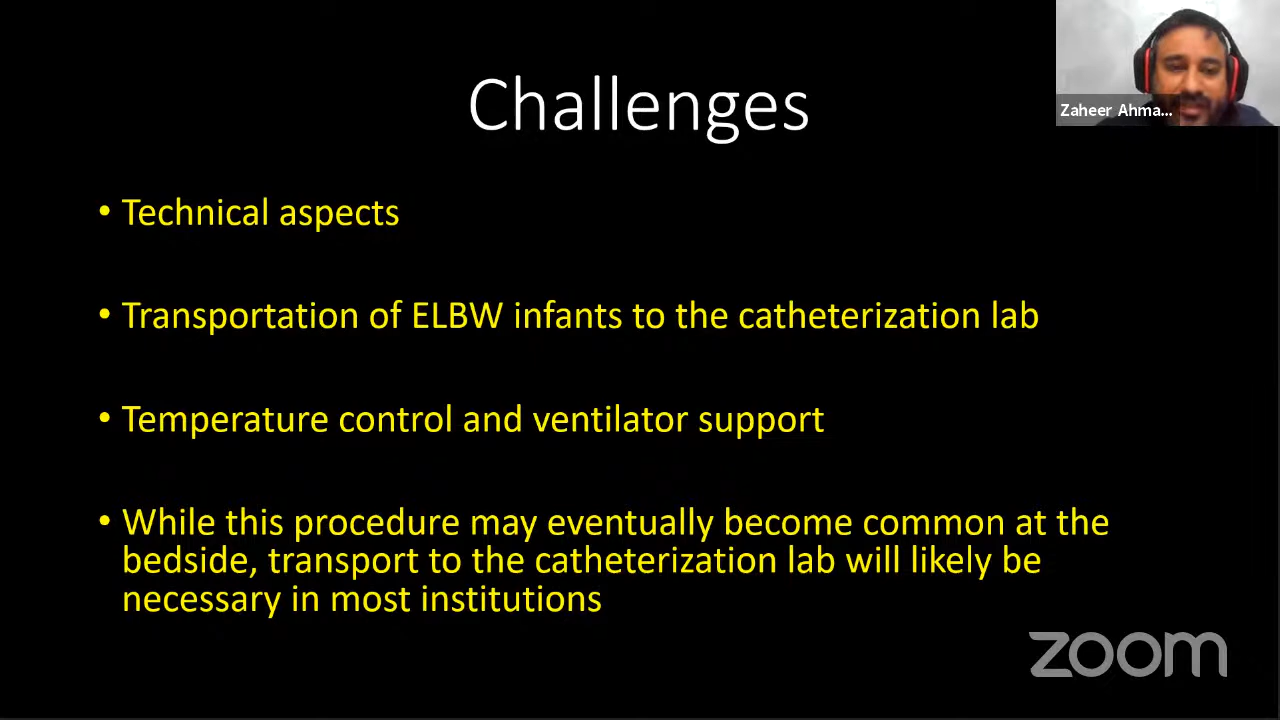 Challenges
Zaheer Ahma...
• Technical aspects
• Transportation of ELBW infants to the catheterization lab
• Temperature control and ventilator support
• While this procedure may eventually become common at the
bedside, transport to the catheterization lab will likely be
necessary in most institutions
zoom